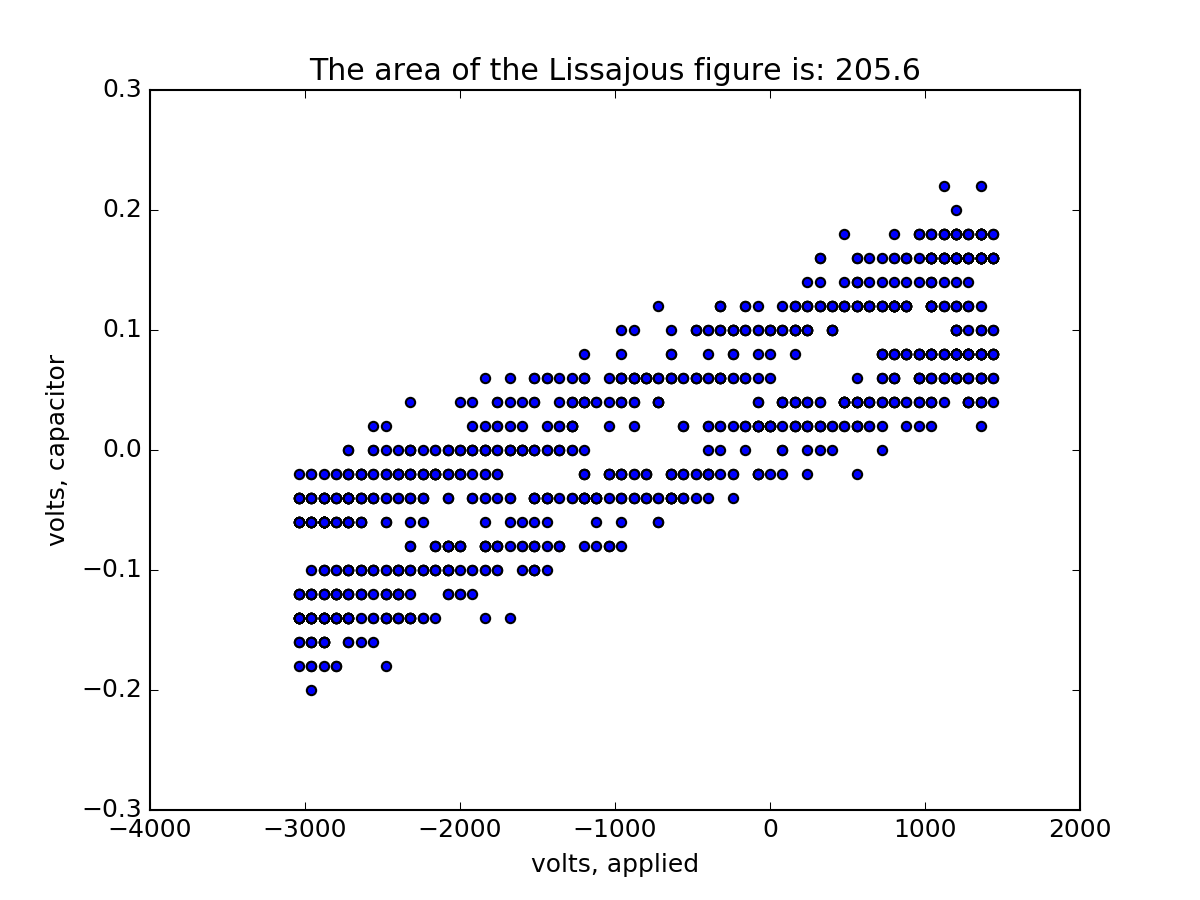 The area of the Lissajous figure is: 205.6
0.3
0.2
0.1
0.0
−0.1
−0.2
−0.3
volts, capacitor
−4000 −3000 −2000 −1000 0 1000 2000
volts, applied